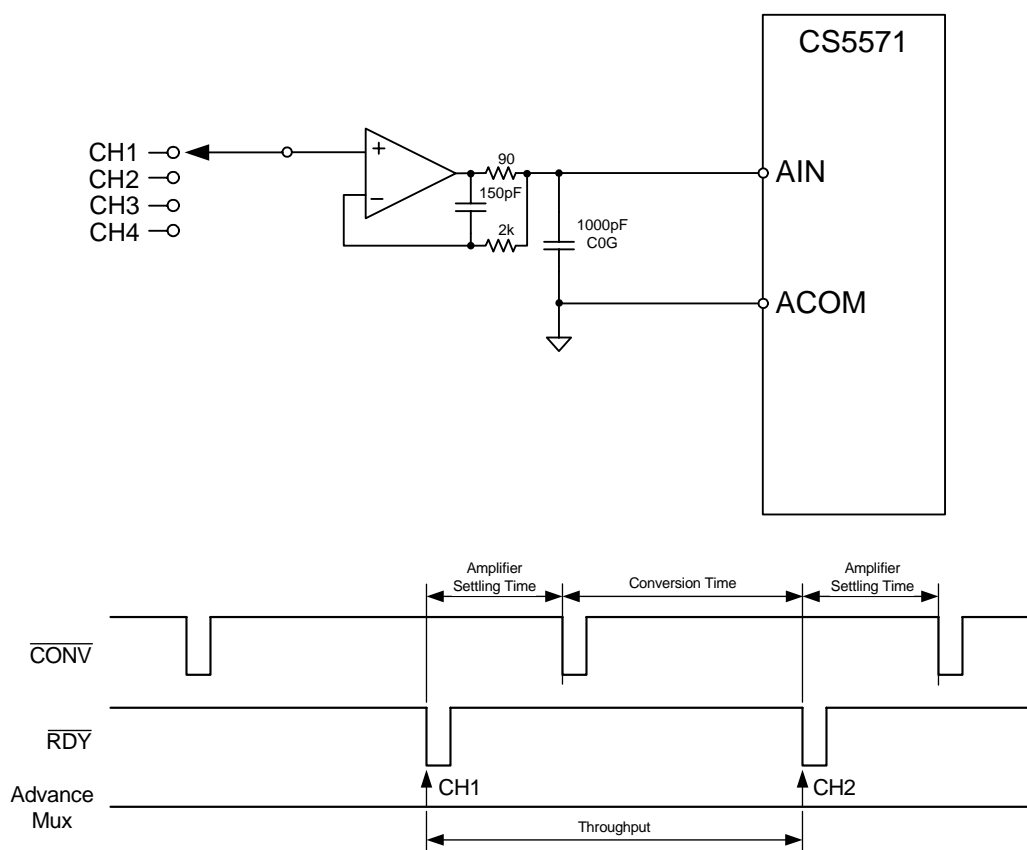 CS5571
CH1
CH2
CH3
CH4
+
−
90
150pF
2k
1000pF
C0G
AIN
ACOM
Amplifier
Settling Time
Conversion Time
Amplifier
Settling Time
CONV
RDY
Advance
Mux
CH1
CH2
Throughput